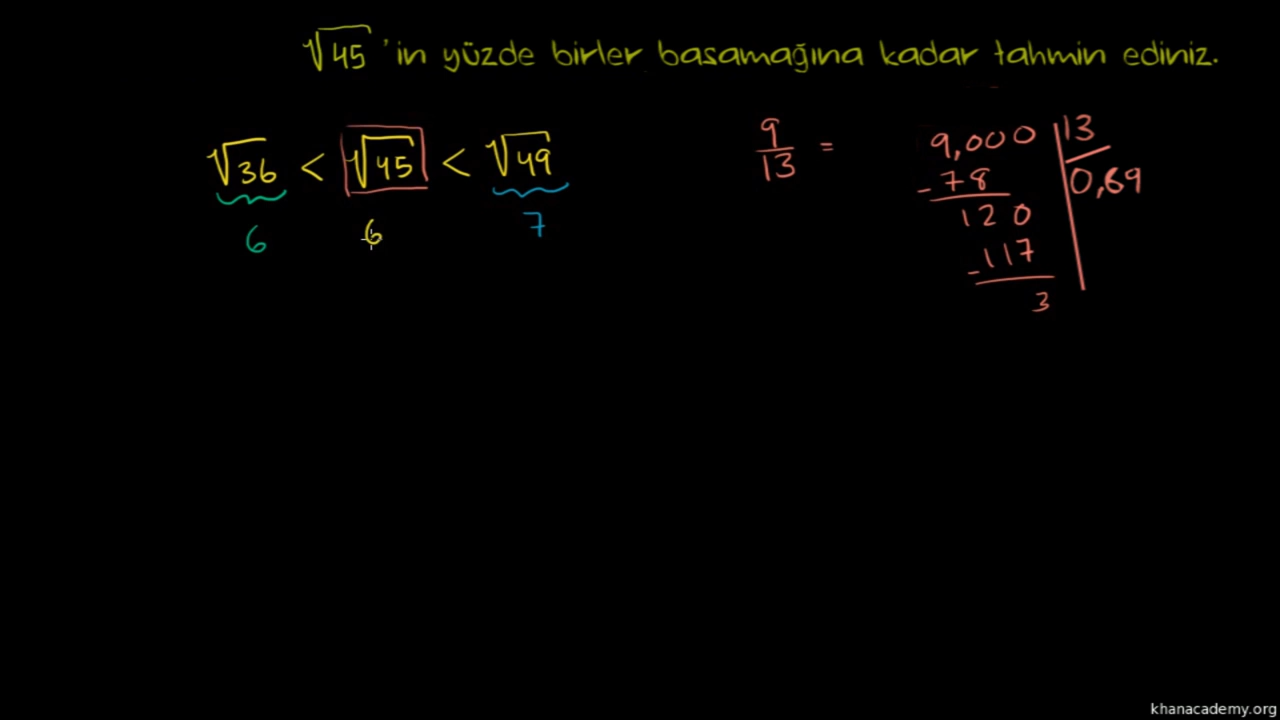 √45 'in yüzde birler basamağına kadar tahmin ediniz.
√36 < √45 < √49
6 6 7
9/13 =
9,000 | 13
-78 0,69
120
-117
3
khanacademy.org